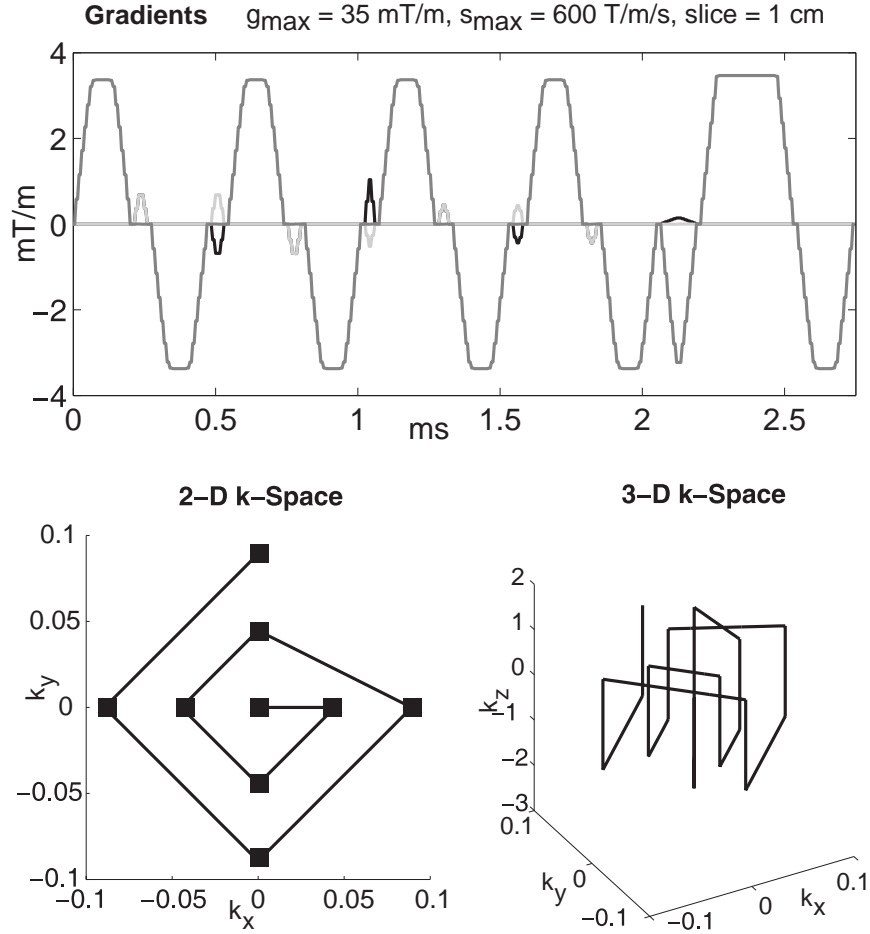 Gradients g_max = 35 mT/m, s_max = 600 T/m/s, slice = 1 cm
4
2
0
−2
−4
mT/m
0 0.5 1 1.5 2 2.5
ms
2−D k−Space
0.1
0.05
0
−0.05
−0.1
k_y
−0.1 −0.05 0 0.05 0.1
k_x
3−D k−Space
2
1
0
−1
−2
−3
k_z
0.1
0
−0.1
k_y
−0.1 0 0.1
k_x